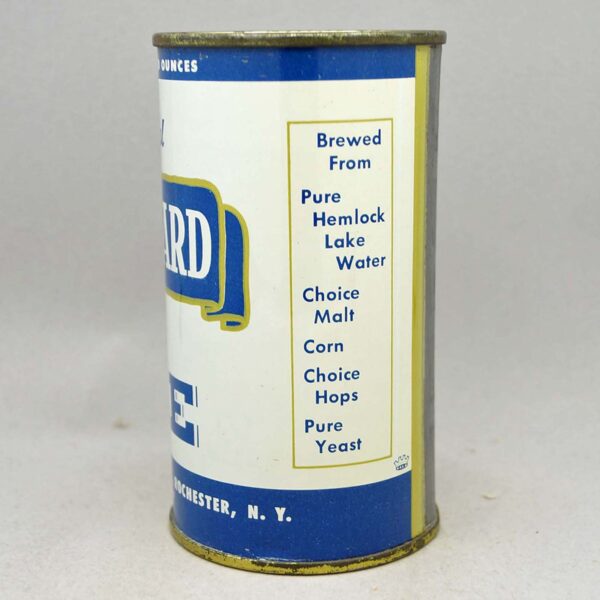 OUNCES
ARD
E
ROCHESTER, N. Y.
Brewed
From
Pure
Hemlock
Lake
Water
Choice
Malt
Corn
Choice
Hops
Pure
Yeast